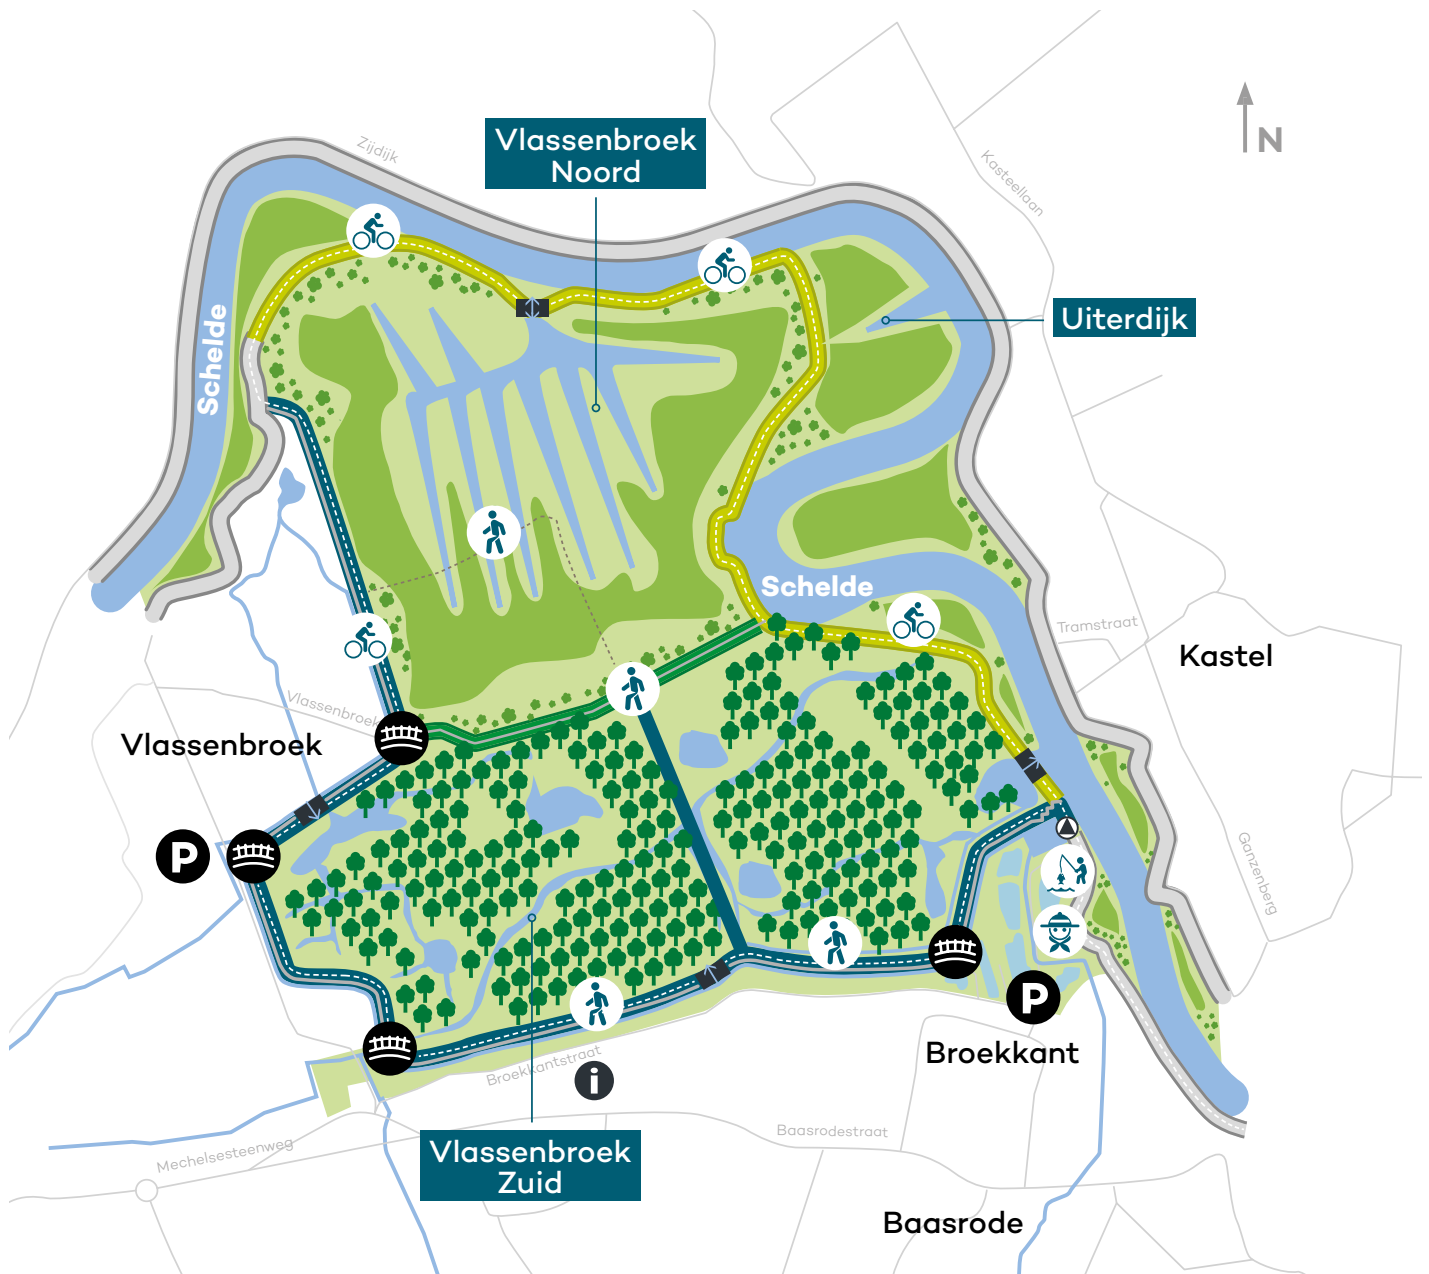 Zijdijk
Vlassenbroek
Noord
N
Kasteellaan
Schelde
Uiterdijk
Schelde
Tramstraat
Kastel
Vlassenbroek
Vlassenbroek
P
Ganzenberg
P
Broekkant
Broekkantstraat
i
Baasrodestraat
Mechelsesteenweg
Vlassenbroek
Zuid
Baasrode